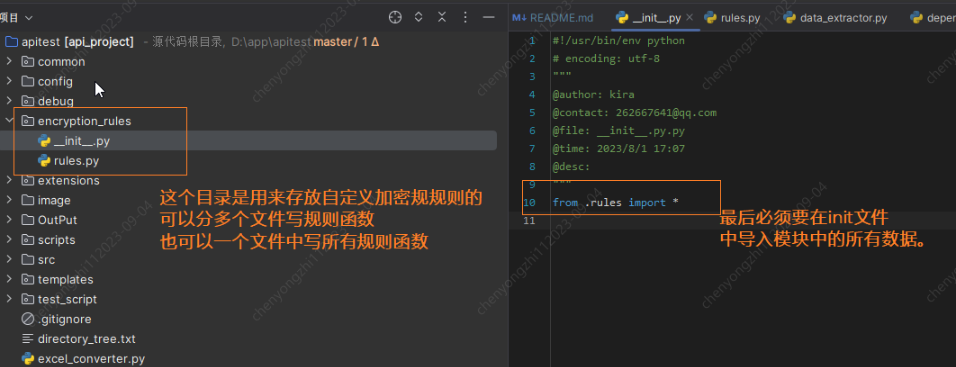 项目
apitest [api_project] - 源代码根目录, D:\app\apitest master / 1 Δ
common
config
debug
encryption_rules
__init__.py
rules.py
extensions
image
OutPut
scripts
src
templates
test_script
.gitignore
directory_tree.txt
excel_converter.py
这个目录是用来存放自定义加密规规则的
可以分多个文件写规则函数
也可以一个文件中写所有规则函数
README.md
__init__.py
rules.py
data_extractor.py
depen
1 #!/usr/bin/env python
2 # encoding: utf-8
3 """
4 @author: kira
5 @contact: 262667641@qq.com
6 @file: __init__.py.py
7 @time: 2023/8/1 17:07
8 @desc:
9 """
10 from .rules import *
11
最后必须要在init文件
中导入模块中的所有数据。
chenyongzhi112023-09-04